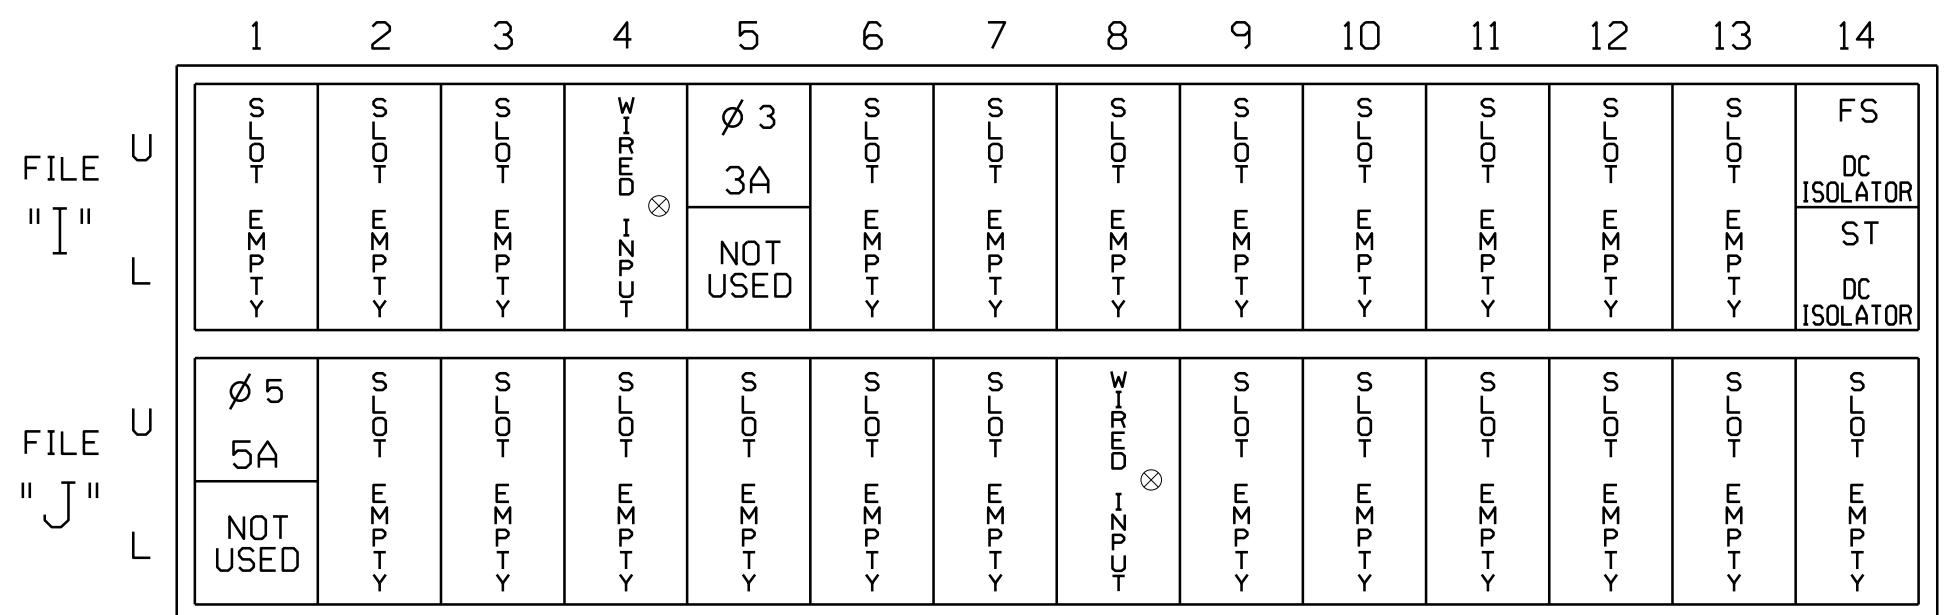 1 2 3 4 5 6 7 8 9 10 11 12 13 14
FILE "I"
U
L
SLOT EMPTY
SLOT EMPTY
SLOT EMPTY
WIRED INPUT
Ø 3
3A
NOT
USED
SLOT EMPTY
SLOT EMPTY
SLOT EMPTY
SLOT EMPTY
SLOT EMPTY
SLOT EMPTY
SLOT EMPTY
SLOT EMPTY
FS
DC
ISOLATOR
ST
DC
ISOLATOR
FILE "J"
U
L
Ø 5
5A
NOT
USED
SLOT EMPTY
SLOT EMPTY
SLOT EMPTY
SLOT EMPTY
SLOT EMPTY
SLOT EMPTY
WIRED INPUT
SLOT EMPTY
SLOT EMPTY
SLOT EMPTY
SLOT EMPTY
SLOT EMPTY
SLOT EMPTY